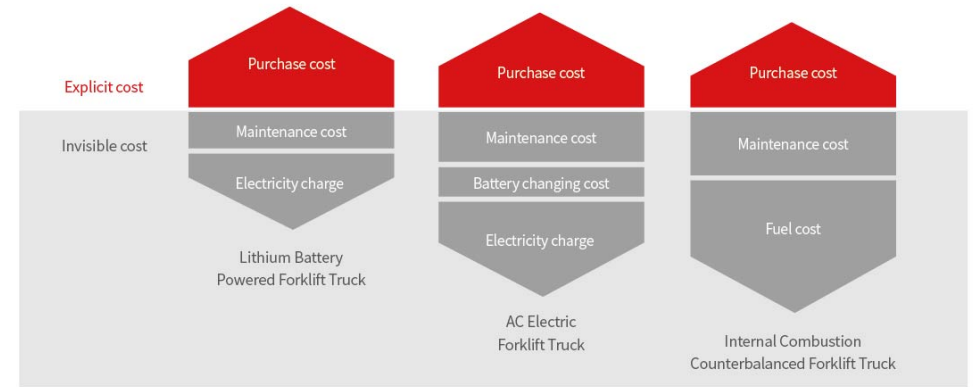 Explicit cost
Invisible cost
Purchase cost
Maintenance cost
Electricity charge
Lithium Battery
Powered Forklift Truck
Purchase cost
Maintenance cost
Battery changing cost
Electricity charge
AC Electric
Forklift Truck
Purchase cost
Maintenance cost
Fuel cost
Internal Combustion
Counterbalanced Forklift Truck